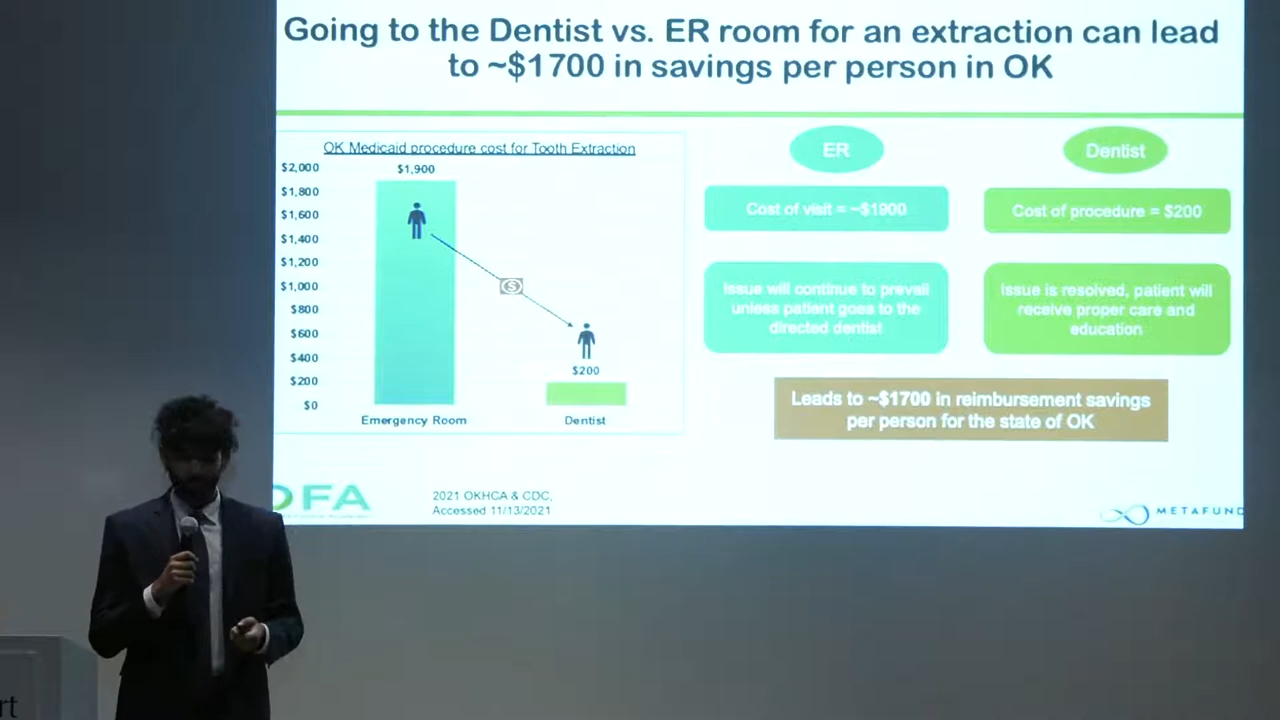 Going to the Dentist vs. ER room for an extraction can lead
to ~$1700 in savings per person in OK
OK Medicaid procedure cost for Tooth Extraction
$2,000
$1,800
$1,600
$1,400
$1,200
$1,000
$800
$600
$400
$200
$0
$1,900
$
$200
Emergency Room
Dentist
ER
Cost of visit = ~$1900
Issue will continue to prevail
unless patient goes to the
directed dentist
Dentist
Cost of procedure = $200
Issue is resolved, patient will
receive proper care and
education
Leads to ~$1700 in reimbursement savings
per person for the state of OK
OFA
2021 OKHCA & CDC,
Accessed 11/13/2021
METAFUND
rt